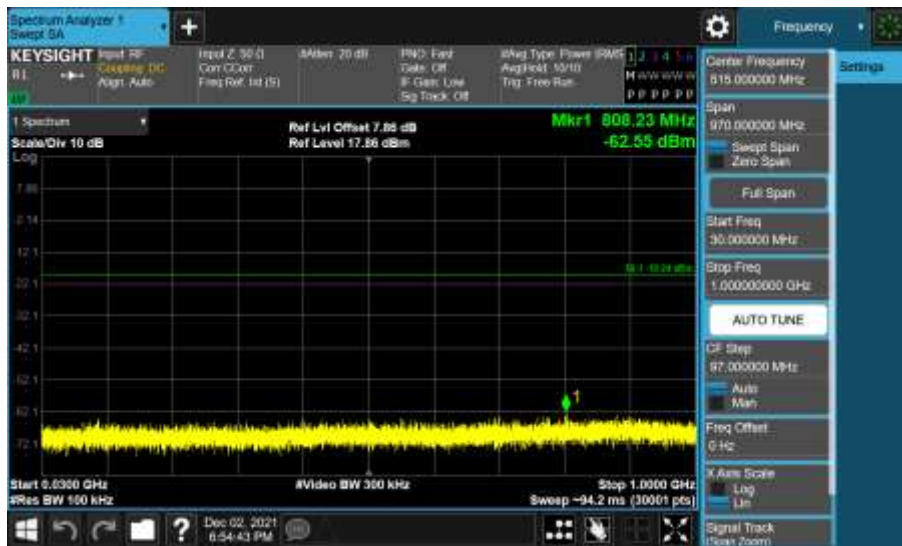 Spectrum Analyzer 1
Swept SA
+
Frequency
KEYSIGHT
Input: RF
Coupling: DC
Align: Auto
Input Z: 50 Ω
Corr CCorr
Freq Ref: Int (S)
#Atten: 20 dB
PNO: Fast
Gate: Off
IF Gain: Low
Sig Track: Off
#Avg Type: Power (RMS
Avg|Hold: 10/10
Trig: Free Run
1 2 3 4 5 6
M W W W W W
P P P P P P
Center Frequency
515.000000 MHz
Settings
Span
970.000000 MHz
Swept Span
Zero Span
Full Span
Start Freq
30.000000 MHz
Stop Freq
1.000000000 GHz
AUTO TUNE
CF Step
97.000000 MHz
Auto
Man
Freq Offset
0 Hz
X Axis Scale
Log
Lin
Signal Track
(Span Zoom)
1 Spectrum
Scale/Div 10 dB
Ref Lvl Offset 7.86 dB
Ref Level 17.86 dBm
Mkr1 808.23 MHz
-62.55 dBm
Log
7.86
-2.14
-12.1
-22.1
-32.1
-42.1
-52.1
-62.1
-72.1
1
Start 0.0300 GHz
#Res BW 100 kHz
#Video BW 300 kHz
Stop 1.0000 GHz
Sweep ~94.2 ms (30001 pts)
?
Dec 02, 2021
6:54:43 PM